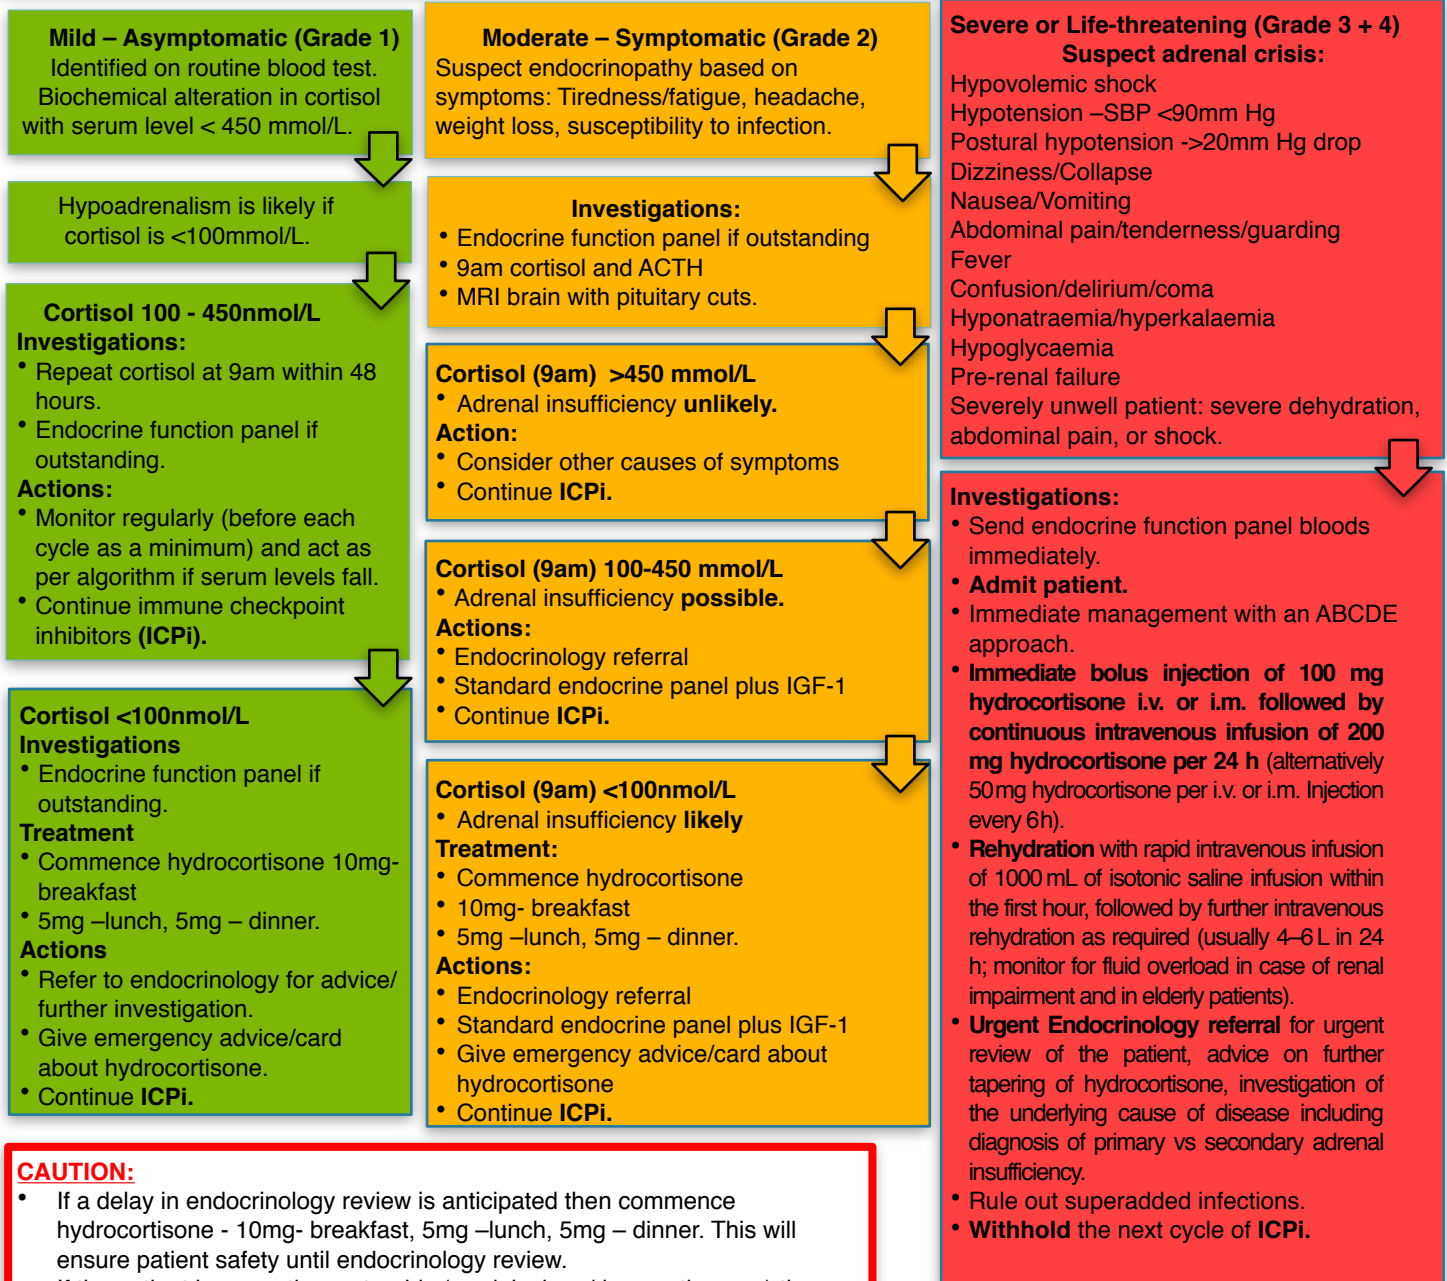 Mild – Asymptomatic (Grade 1)
Identified on routine blood test.
Biochemical alteration in cortisol
with serum level < 450 mmol/L.
Hypoadrenalism is likely if
cortisol is <100mmol/L.
Cortisol 100 - 450nmol/L
Investigations:
• Repeat cortisol at 9am within 48
hours.
• Endocrine function panel if
outstanding.
Actions:
• Monitor regularly (before each
cycle as a minimum) and act as
per algorithm if serum levels fall.
• Continue immune checkpoint
inhibitors (ICPi).
Cortisol <100nmol/L
Investigations
• Endocrine function panel if
outstanding.
Treatment
• Commence hydrocortisone 10mg-
breakfast
• 5mg –lunch, 5mg – dinner.
Actions
• Refer to endocrinology for advice/
further investigation.
• Give emergency advice/card
about hydrocortisone.
• Continue ICPi.
Moderate – Symptomatic (Grade 2)
Suspect endocrinopathy based on
symptoms: Tiredness/fatigue, headache,
weight loss, susceptibility to infection.
Investigations:
• Endocrine function panel if outstanding
• 9am cortisol and ACTH
• MRI brain with pituitary cuts.
Cortisol (9am) >450 mmol/L
• Adrenal insufficiency unlikely.
Action:
• Consider other causes of symptoms
• Continue ICPi.
Cortisol (9am) 100-450 mmol/L
• Adrenal insufficiency possible.
Actions:
• Endocrinology referral
• Standard endocrine panel plus IGF-1
• Continue ICPi.
Cortisol (9am) <100nmol/L
• Adrenal insufficiency likely
Treatment:
• Commence hydrocortisone
• 10mg- breakfast
• 5mg –lunch, 5mg – dinner.
Actions:
• Endocrinology referral
• Standard endocrine panel plus IGF-1
• Give emergency advice/card about
hydrocortisone
• Continue ICPi.
Severe or Life-threatening (Grade 3 + 4)
Suspect adrenal crisis:
Hypovolemic shock
Hypotension –SBP <90mm Hg
Postural hypotension ->20mm Hg drop
Dizziness/Collapse
Nausea/Vomiting
Abdominal pain/tenderness/guarding
Fever
Confusion/delirium/coma
Hyponatraemia/hyperkalaemia
Hypoglycaemia
Pre-renal failure
Severely unwell patient: severe dehydration,
abdominal pain, or shock.
Investigations:
• Send endocrine function panel bloods
immediately.
• Admit patient.
• Immediate management with an ABCDE
approach.
• Immediate bolus injection of 100 mg
hydrocortisone i.v. or i.m. followed by
continuous intravenous infusion of 200
mg hydrocortisone per 24 h (alternatively
50mg hydrocortisone per i.v. or i.m. Injection
every 6h).
• Rehydration with rapid intravenous infusion
of 1000 mL of isotonic saline infusion within
the first hour, followed by further intravenous
rehydration as required (usually 4–6 L in 24
h; monitor for fluid overload in case of renal
impairment and in elderly patients).
• Urgent Endocrinology referral for urgent
review of the patient, advice on further
tapering of hydrocortisone, investigation of
the underlying cause of disease including
diagnosis of primary vs secondary adrenal
insufficiency.
• Rule out superadded infections.
• Withhold the next cycle of ICPi.
CAUTION:
• If a delay in endocrinology review is anticipated then commence
hydrocortisone - 10mg- breakfast, 5mg –lunch, 5mg – dinner. This will
ensure patient safety until endocrinology review.